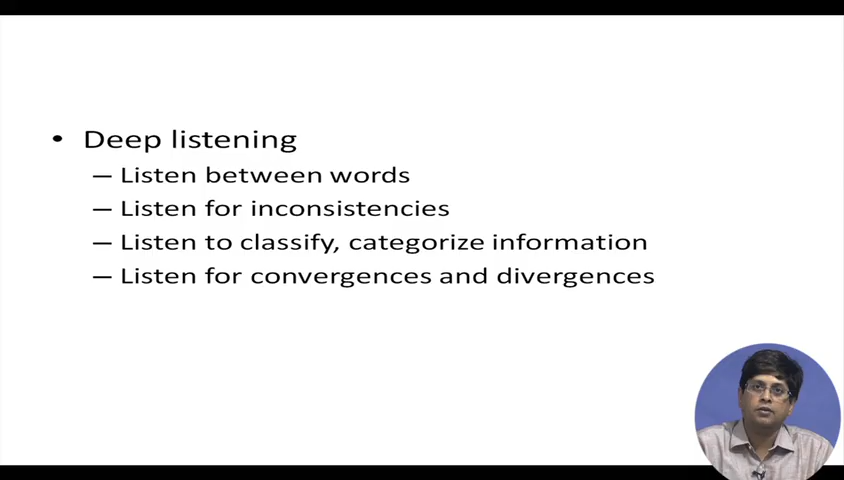 • Deep listening
– Listen between words
– Listen for inconsistencies
– Listen to classify, categorize information
– Listen for convergences and divergences